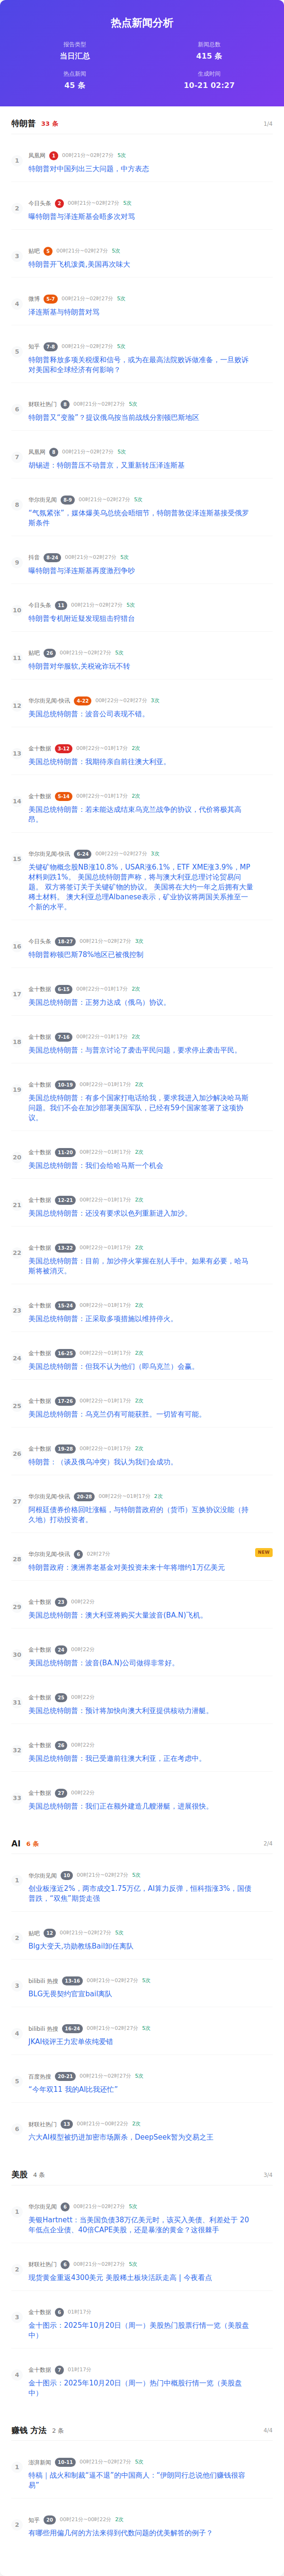 热点新闻分析
报告类型
当日汇总
新闻总数
415 条
热点新闻
45 条
生成时间
10-21 02:27
特朗普 33 条 1/4
1 凤凰网 1 00时21分~02时27分 5次
特朗普对中国列出三大问题，中方表态
2 今日头条 2 00时21分~02时27分 5次
曝特朗普与泽连斯基会晤多次对骂
3 贴吧 5 00时21分~02时27分 5次
特朗普开飞机泼粪,美国再次味大
4 微博 5-7 00时21分~02时27分 5次
泽连斯基与特朗普对骂
5 知乎 7-8 00时21分~02时27分 5次
特朗普释放多项关税缓和信号，或为在最高法院败诉做准备，一旦败诉
对美国和全球经济有何影响？
6 财联社热门 8 00时21分~02时27分 5次
特朗普又“变脸”？提议俄乌按当前战线分割顿巴斯地区
7 凤凰网 8 00时21分~02时27分 5次
胡锡进：特朗普压不动普京，又重新转压泽连斯基
8 华尔街见闻 8-9 00时21分~02时27分 5次
“气氛紧张”，媒体爆美乌总统会晤细节，特朗普敦促泽连斯基接受俄罗
斯条件
9 抖音 8-24 00时21分~02时27分 5次
曝特朗普与泽连斯基再度激烈争吵
10 今日头条 11 00时21分~02时27分 5次
特朗普专机附近疑发现狙击狩猎台
11 贴吧 26 00时21分~02时27分 5次
特朗普对华服软,关税讹诈玩不转
12 华尔街见闻-快讯 4-22 00时22分~02时27分 3次
美国总统特朗普：波音公司表现不错。
13 金十数据 3-12 00时22分~01时17分 2次
美国总统特朗普：我期待亲自前往澳大利亚。
14 金十数据 5-14 00时22分~01时17分 2次
美国总统特朗普：若未能达成结束乌克兰战争的协议，代价将极其高
昂。
15 华尔街见闻-快讯 6-24 00时22分~02时27分 3次
关键矿物概念股NB涨10.8%，USAR涨6.1%，ETF XME涨3.9%，MP
材料则跌1%。 美国总统特朗普声称，将与澳大利亚总理讨论贸易问
题。 双方将签订关于关键矿物的协议。 美国将在大约一年之后拥有大量
稀土材料。 澳大利亚总理Albanese表示，矿业协议将两国关系推至一
个新的水平。
16 今日头条 18-27 00时21分~02时27分 3次
特朗普称顿巴斯78%地区已被俄控制
17 金十数据 6-15 00时22分~01时17分 2次
美国总统特朗普：正努力达成（俄乌）协议。
18 金十数据 7-16 00时22分~01时17分 2次
美国总统特朗普：与普京讨论了袭击平民问题，要求停止袭击平民。
19 金十数据 10-19 00时22分~01时17分 2次
美国总统特朗普：有多个国家打电话给我，要求我进入加沙解决哈马斯
问题。我们不会在加沙部署美国军队，已经有59个国家签署了这项协
议。
20 金十数据 11-20 00时22分~01时17分 2次
美国总统特朗普：我们会给哈马斯一个机会
21 金十数据 12-21 00时22分~01时17分 2次
美国总统特朗普：还没有要求以色列重新进入加沙。
22 金十数据 13-22 00时22分~01时17分 2次
美国总统特朗普：目前，加沙停火掌握在别人手中。如果有必要，哈马
斯将被消灭。
23 金十数据 15-24 00时22分~01时17分 2次
美国总统特朗普：正采取多项措施以维持停火。
24 金十数据 16-25 00时22分~01时17分 2次
美国总统特朗普：但我不认为他们（即乌克兰）会赢。
25 金十数据 17-26 00时22分~01时17分 2次
美国总统特朗普：乌克兰仍有可能获胜。一切皆有可能。
26 金十数据 19-28 00时22分~01时17分 2次
特朗普：（谈及俄乌冲突）我认为我们会成功。
27 华尔街见闻-快讯 20-28 00时22分~01时17分 2次
阿根廷债券价格回吐涨幅，与特朗普政府的（货币）互换协议没能（持
久地）打动投资者。
28 华尔街见闻-快讯 6 02时27分 NEW
特朗普政府：澳洲养老基金对美投资未来十年将增约1万亿美元
29 金十数据 23 00时22分
美国总统特朗普：澳大利亚将购买大量波音(BA.N)飞机。
30 金十数据 24 00时22分
美国总统特朗普：波音(BA.N)公司做得非常好。
31 金十数据 25 00时22分
美国总统特朗普：预计将加快向澳大利亚提供核动力潜艇。
32 金十数据 26 00时22分
美国总统特朗普：我已受邀前往澳大利亚，正在考虑中。
33 金十数据 27 00时22分
美国总统特朗普：我们正在额外建造几艘潜艇，进展很快。
AI 6 条 2/4
1 华尔街见闻 10 00时21分~02时27分 5次
创业板涨近2%，两市成交1.75万亿，AI算力反弹，恒科指涨3%，国债
普跌，“双焦”期货走强
2 贴吧 12 00时21分~02时27分 5次
Blg大变天,功勋教练Bail卸任离队
3 bilibili 热搜 13-16 00时21分~02时27分 5次
BLG无畏契约官宣bail离队
4 bilibili 热搜 16-24 00时21分~02时27分 5次
JKAI锐评王力宏单依纯爱错
5 百度热搜 20-21 00时21分~02时27分 5次
“今年双11 我的AI比我还忙”
6 财联社热门 13 00时21分~00时22分 2次
六大AI模型被扔进加密市场厮杀，DeepSeek暂为交易之王
美股 4 条 3/4
1 华尔街见闻 6 00时21分~02时27分 5次
美银Hartnett：当美国负债38万亿美元时，该买入美债、利差处于 20
年低点企业债、40倍CAPE美股，还是暴涨的黄金？这很棘手
2 财联社热门 6 00时21分~02时27分 5次
现货黄金重返4300美元 美股稀土板块活跃走高 | 今夜看点
3 金十数据 6 01时17分
金十图示：2025年10月20日（周一）美股热门股票行情一览（美股盘
中）
4 金十数据 7 01时17分
金十图示：2025年10月20日（周一）热门中概股行情一览（美股盘
中）
赚钱 方法 2 条 4/4
1 澎湃新闻 10-11 00时21分~02时27分 5次
特稿｜战火和制裁“逼不退”的中国商人：“伊朗同行总说他们赚钱很容
易”
2 知乎 20 00时21分~00时22分 2次
有哪些用偏几何的方法来得到代数问题的优美解答的例子？